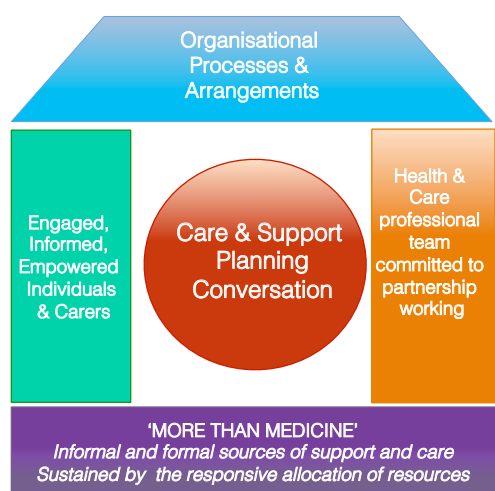 Organisational
Processes &
Arrangements
Engaged,
Informed,
Empowered
Individuals
& Carers
Care & Support
Planning
Conversation
Health &
Care
professional
team
committed to
partnership
working
‘MORE THAN MEDICINE’
Informal and formal sources of support and care
Sustained by the responsive allocation of resources